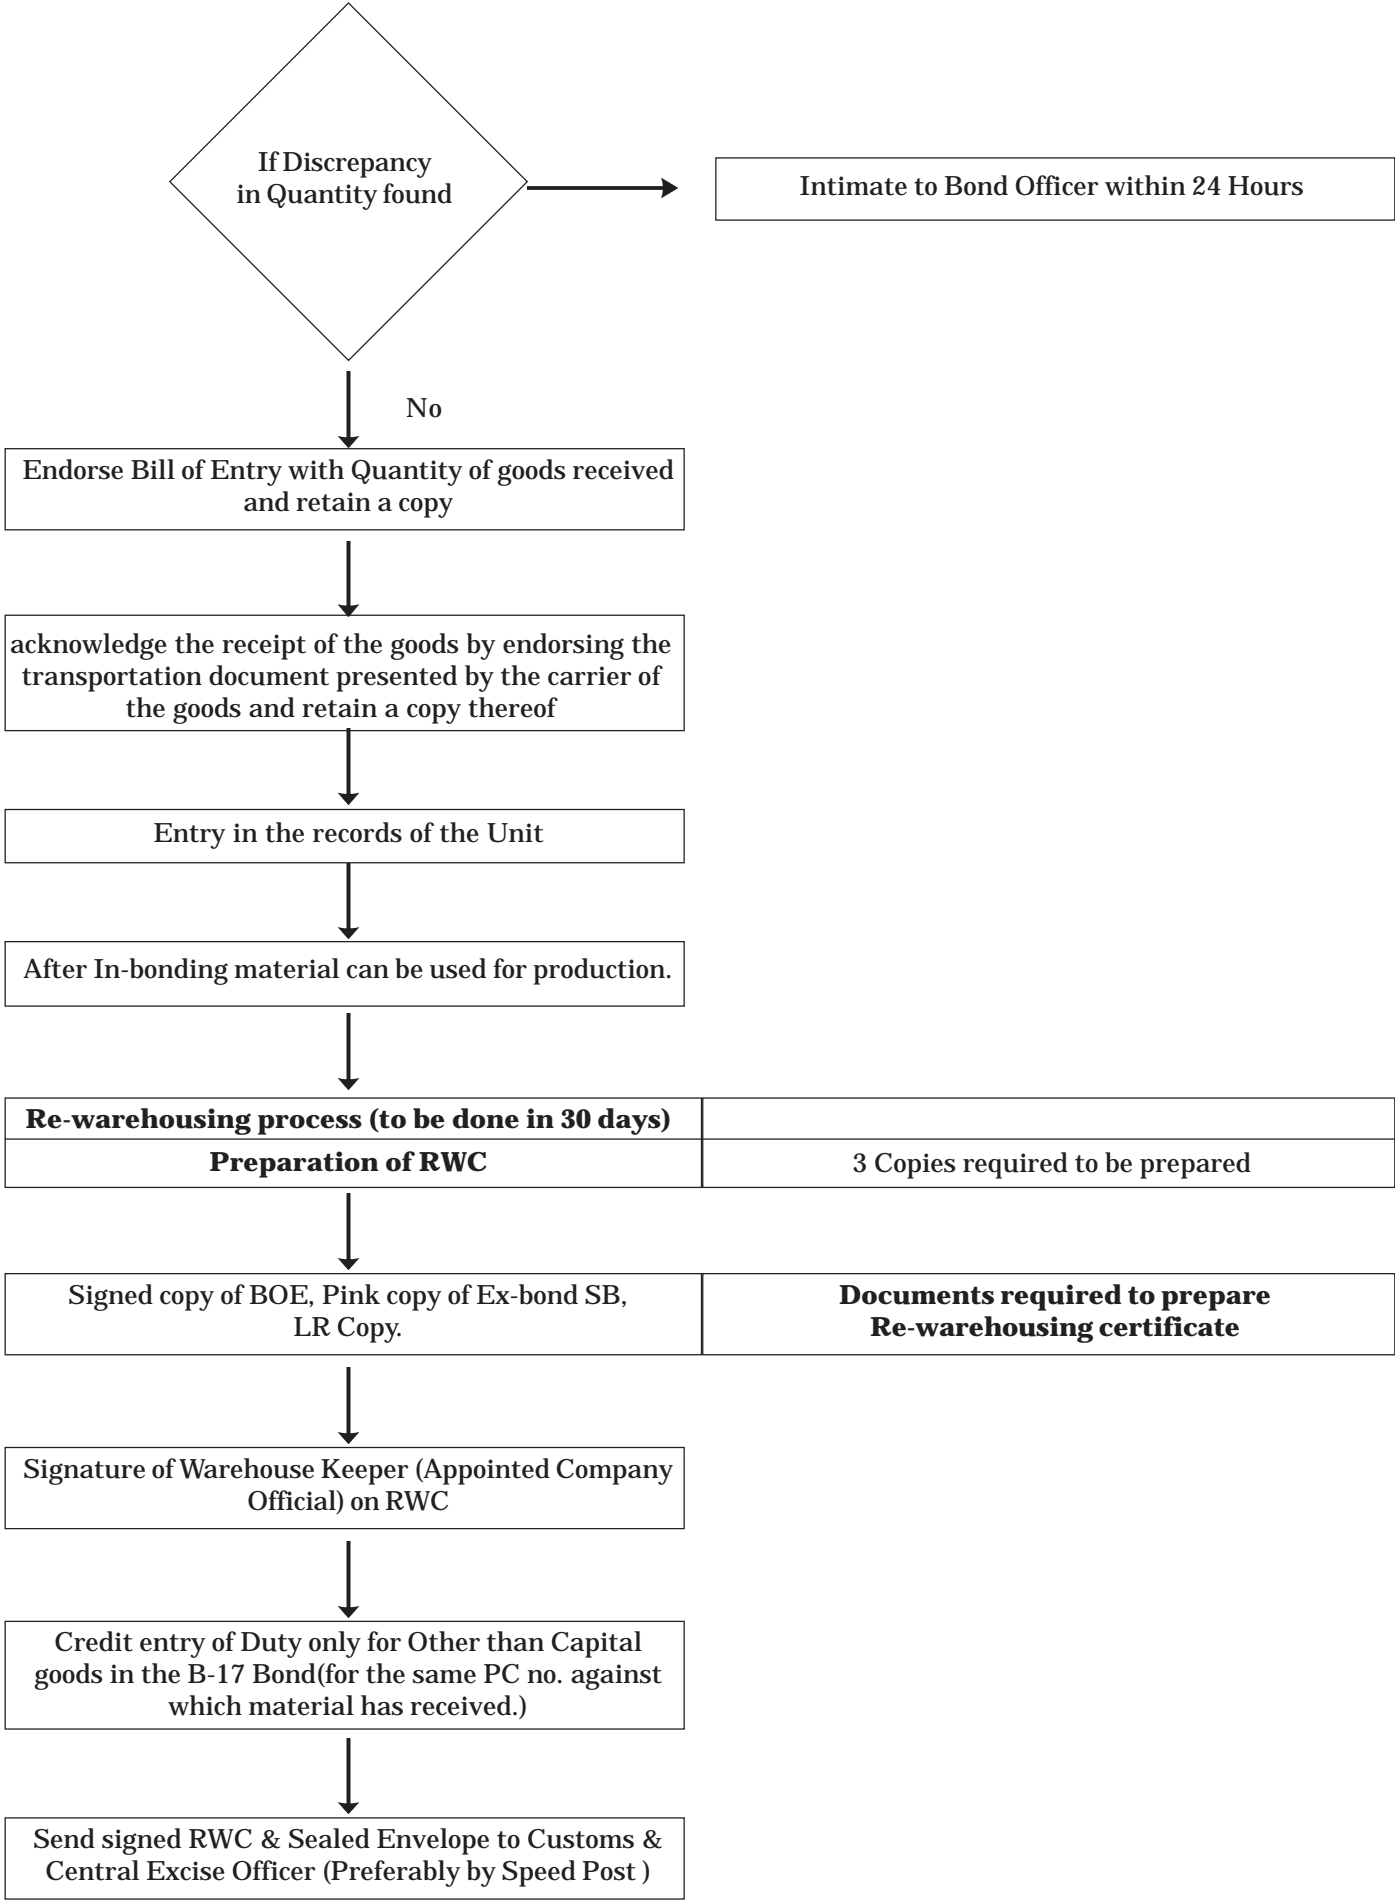 If Discrepancy
in Quantity found
Intimate to Bond Officer within 24 Hours
No
Endorse Bill of Entry with Quantity of goods received
and retain a copy
acknowledge the receipt of the goods by endorsing the
transportation document presented by the carrier of
the goods and retain a copy thereof
Entry in the records of the Unit
After In-bonding material can be used for production.
Re-warehousing process (to be done in 30 days)
Preparation of RWC
3 Copies required to be prepared
Signed copy of BOE, Pink copy of Ex-bond SB,
LR Copy.
Documents required to prepare
Re-warehousing certificate
Signature of Warehouse Keeper (Appointed Company
Official) on RWC
Credit entry of Duty only for Other than Capital
goods in the B-17 Bond(for the same PC no. against
which material has received.)
Send signed RWC & Sealed Envelope to Customs &
Central Excise Officer (Preferably by Speed Post )